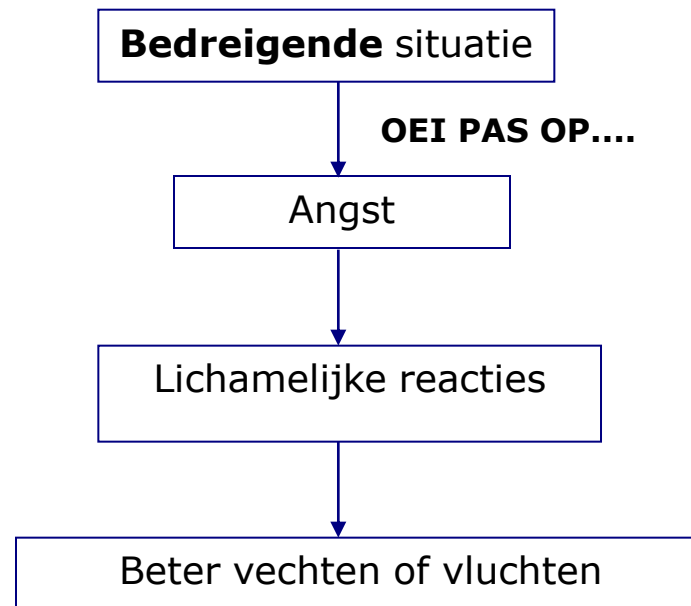 Bedreigende situatie
OEI PAS OP....
Angst
Lichamelijke reacties
Beter vechten of vluchten